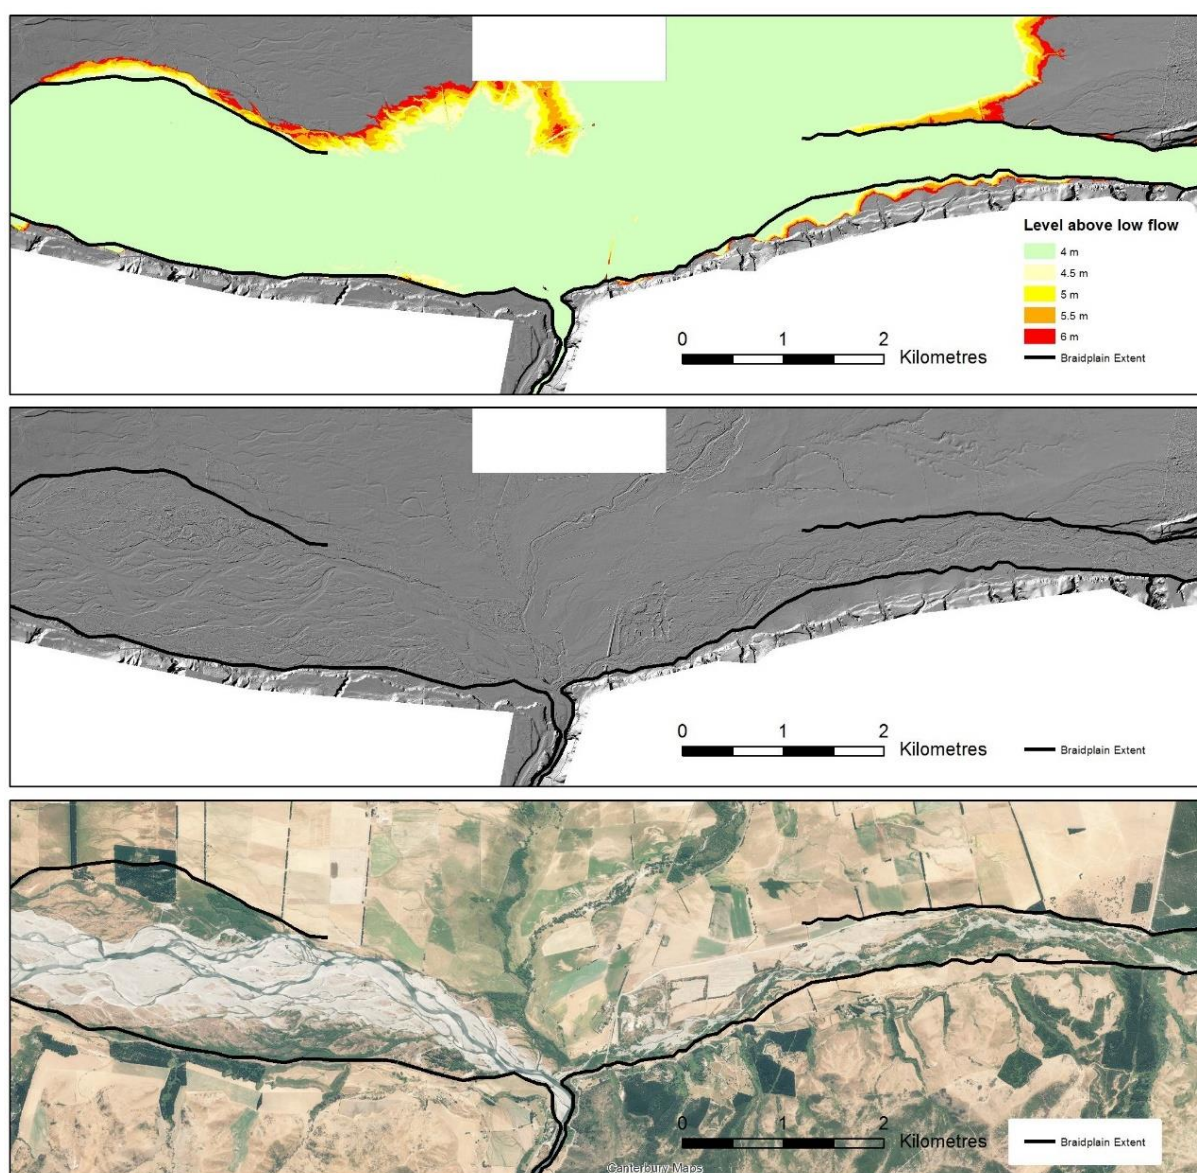 Level above low flow
4 m
4.5 m
5 m
5.5 m
6 m
Braidplain Extent
0 1 2
Kilometres
0 1 2
Kilometres
Braidplain Extent
0 1 2
Kilometres
Braidplain Extent
Canterbury Maps